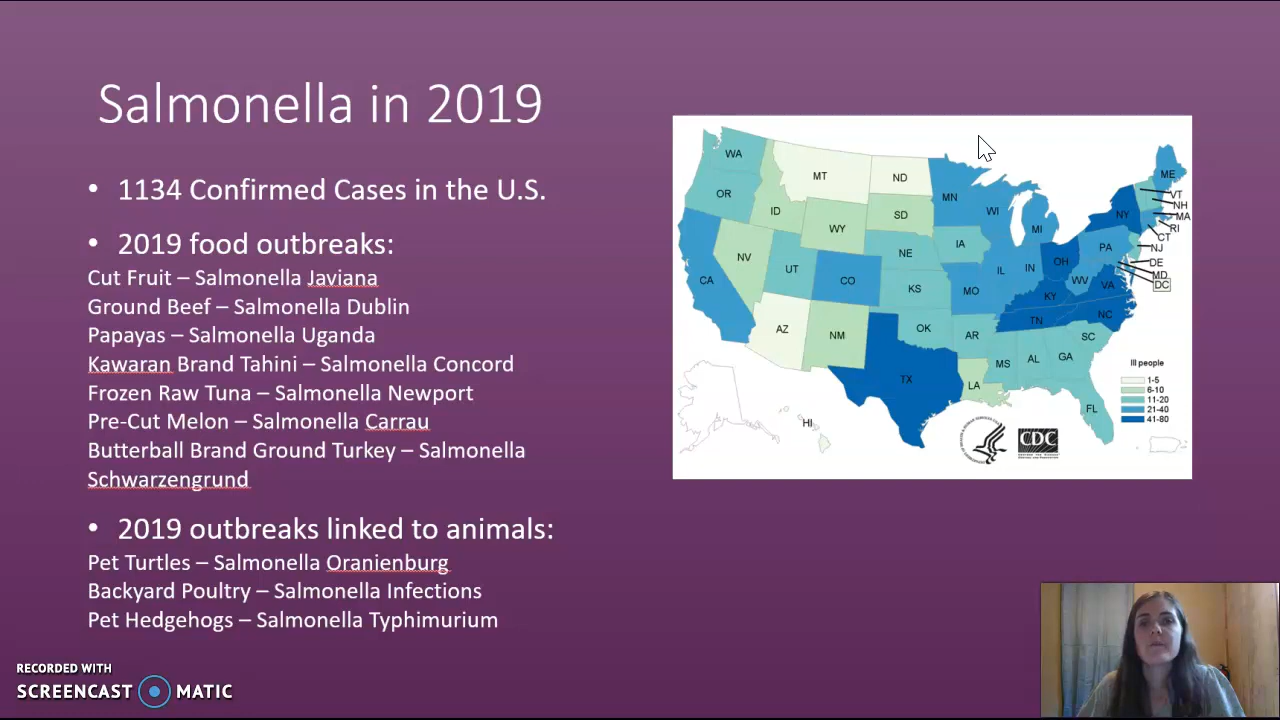 Salmonella in 2019
• 1134 Confirmed Cases in the U.S.
• 2019 food outbreaks:
Cut Fruit – Salmonella Javiana
Ground Beef – Salmonella Dublin
Papayas – Salmonella Uganda
Kawaran Brand Tahini – Salmonella Concord
Frozen Raw Tuna – Salmonella Newport
Pre-Cut Melon – Salmonella Carrau
Butterball Brand Ground Turkey – Salmonella
Schwarzengrund
• 2019 outbreaks linked to animals:
Pet Turtles – Salmonella Oranienburg
Backyard Poultry – Salmonella Infections
Pet Hedgehogs – Salmonella Typhimurium
WA
MT
ND
MN
ME
OR
ID
SD
WI
VT
NH
MA
NY
RI
WY
MI
CT
IA
PA
NJ
NV
NE
OH
DE
UT
IL
IN
MD
CA
CO
KS
MO
WV
VA
DC
KY
NC
AZ
NM
OK
AR
TN
SC
MS
AL
GA
TX
LA
FL
HI
Ill people
1-5
6-10
11-20
21-40
41-80
CDC
RECORDED WITH
SCREENCAST MATIC